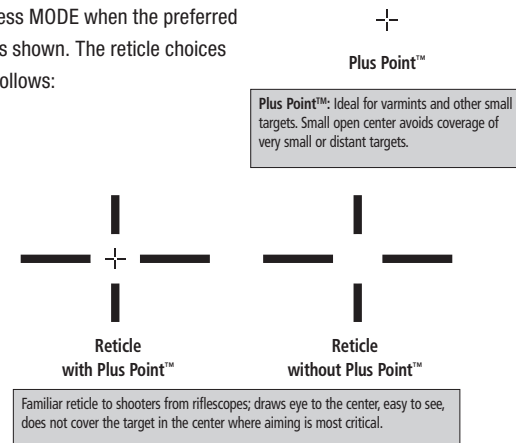 ess MODE when the preferred
s shown. The reticle choices
ollows:
Plus Point™
Plus Point™: Ideal for varmints and other small
targets. Small open center avoids coverage of
very small or distant targets.
Reticle
with Plus Point™
Reticle
without Plus Point™
Familiar reticle to shooters from riflescopes; draws eye to the center, easy to see,
does not cover the target in the center where aiming is most critical.